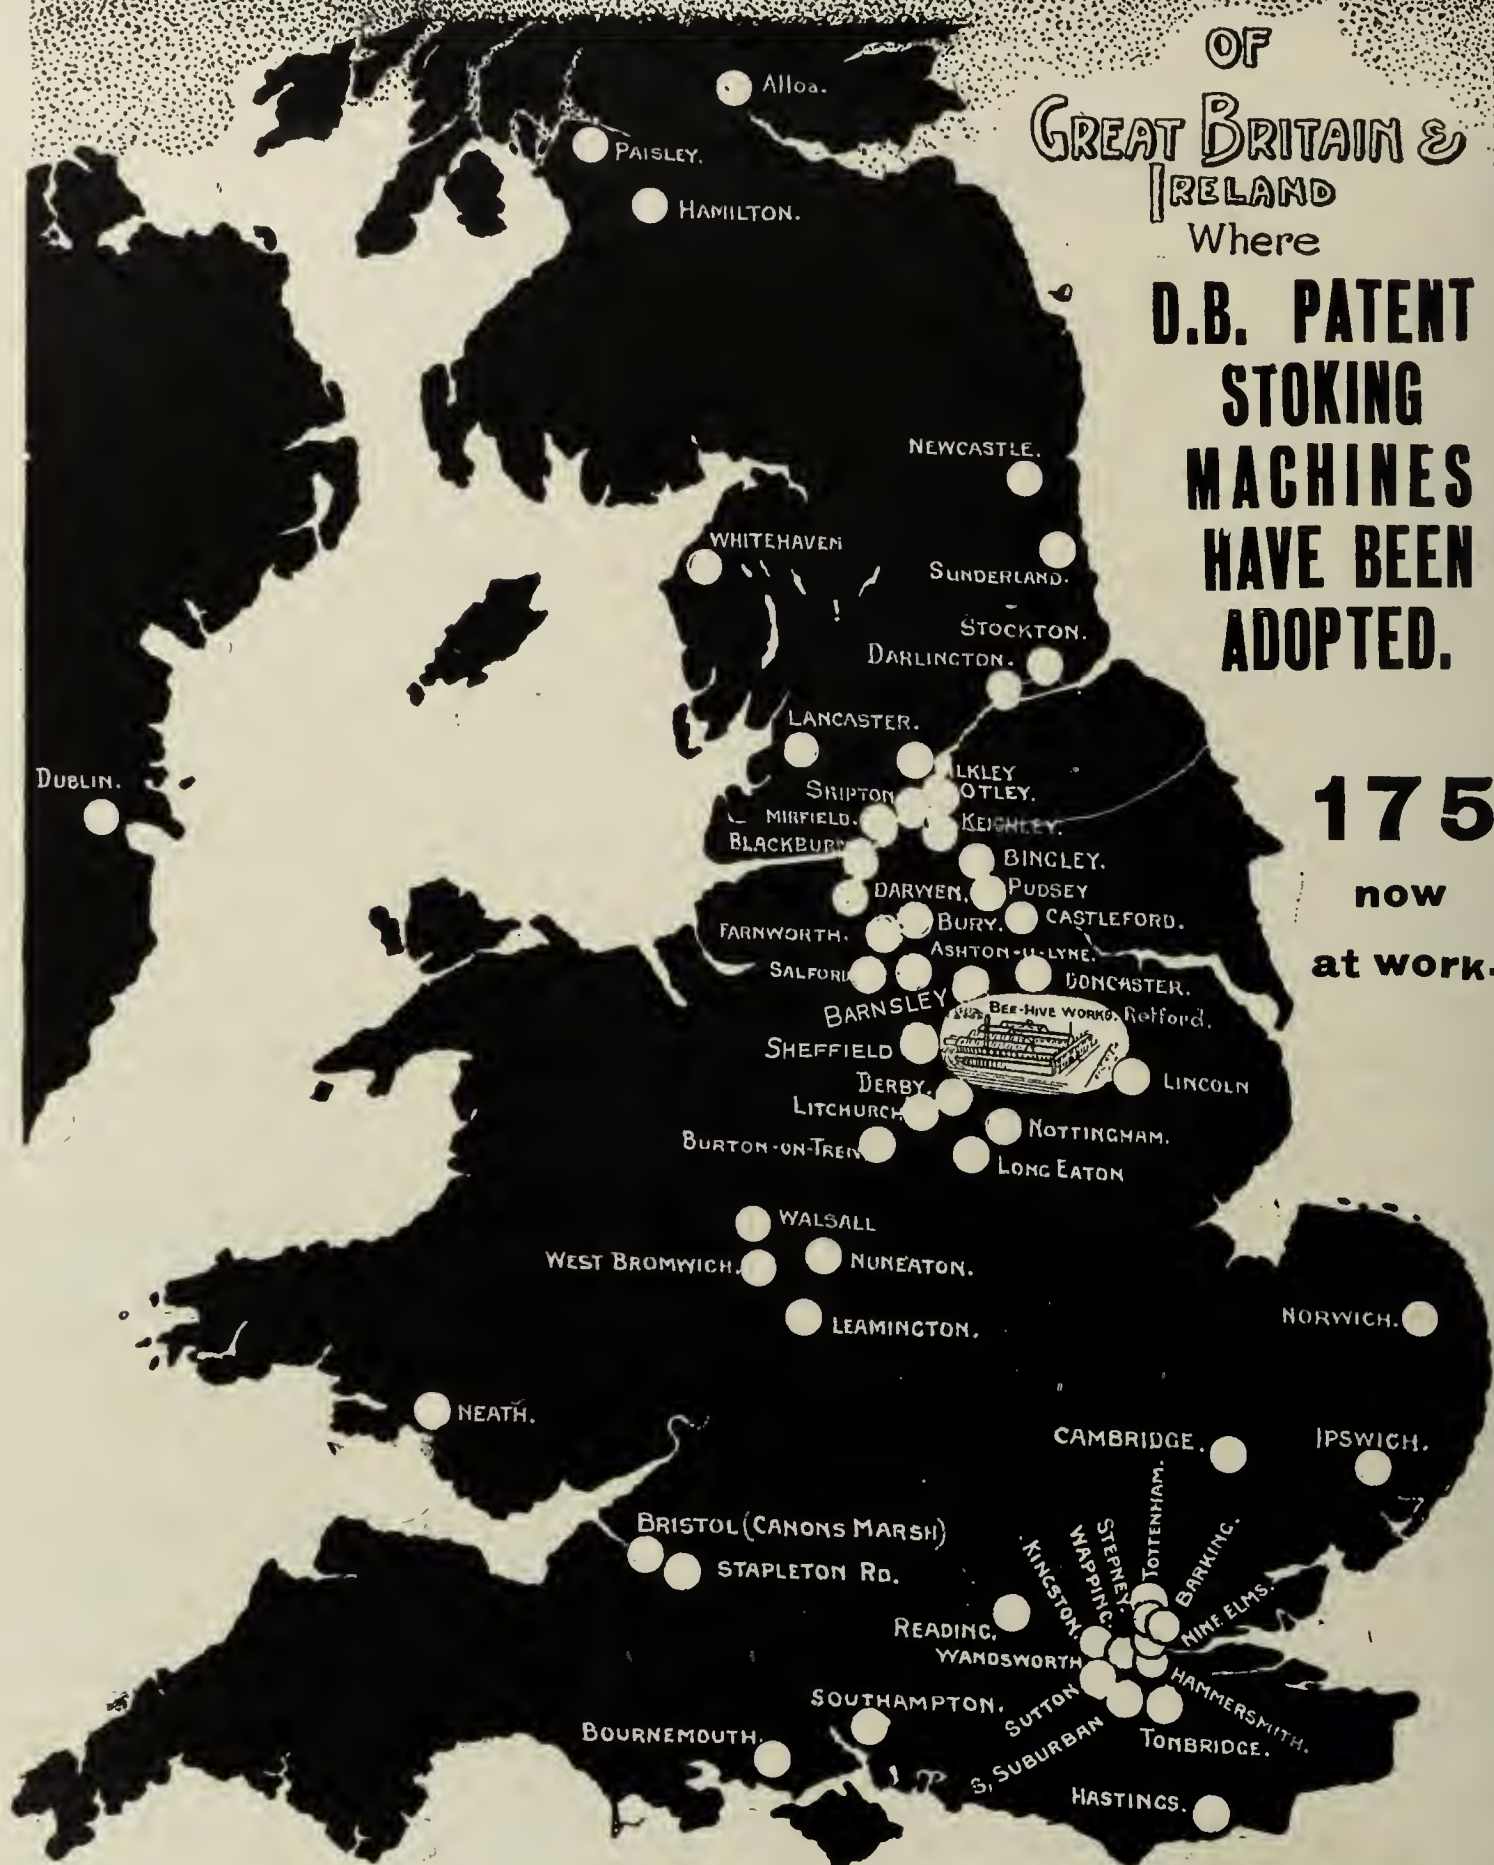 OF
GREAT BRITAIN &
IRELAND
Where
D.B. PATENT
STOKING
MACHINES
HAVE BEEN
ADOPTED.
175
now
at work.
Alloa.
PAISLEY.
HAMILTON.
NEWCASTLE.
WHITEHAVEN
SUNDERLAND.
STOCKTON.
DARLINGTON.
LANCASTER.
DUBLIN.
LKLEY
SKIPTON
OTLEY.
MIRFIELD.
KEIGHLEY.
BLACKBURN
BINGLEY.
DARWEN.
PUDSEY
FARNWORTH.
BURY.
CASTLEFORD.
ASHTON-U-LYNE.
SALFORD
DONCASTER.
BARNSLEY
BEE-HIVE WORKS.
Retford.
SHEFFIELD
DERBY.
LINCOLN
LITCHURCH
NOTTINGHAM.
BURTON-ON-TREN
LONG EATON
WALSALL
WEST BROMWICH.
NUNEATON.
LEAMINGTON.
NORWICH.
NEATH.
CAMBRIDGE.
IPSWICH.
BRISTOL (CANONS MARSH)
STAPLETON RD.
KINGSTON.
WAPPING.
STEPNEY.
TOTTENHAM.
BARKING.
NINE ELMS.
READING.
WANDSWORTH
HAMMERSMITH.
SOUTHAMPTON.
SUTTON
BOURNEMOUTH.
S, SUBURBAN
TONBRIDGE.
HASTINGS.